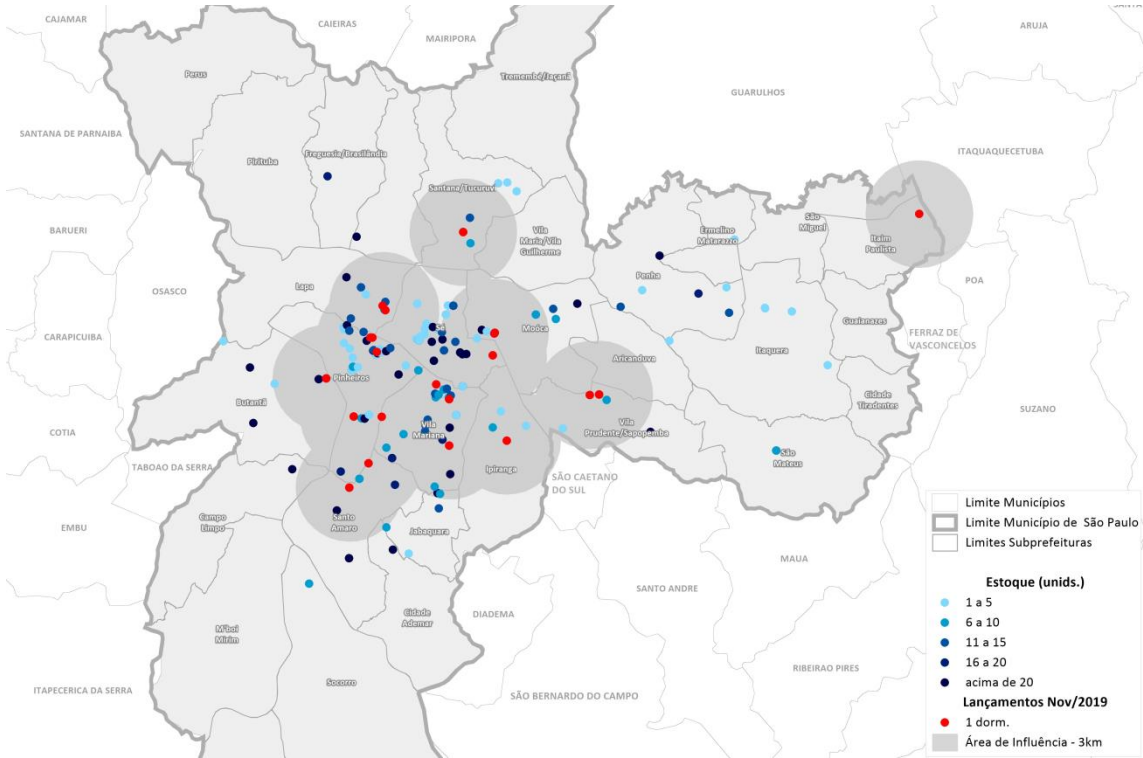 CAJAMAR
CAIEIRAS
MAIRIPORA
ARUJA
SANTANA DE PARNAIBA
GUARULHOS
ITAQUAQUECETUBA
BARUERI
OSASCO
CARAPICUIBA
COTIA
TABOAO DA SERRA
EMBU
ITAPECERICA DA SERRA
POA
FERRAZ DE
VASCONCELOS
SUZANO
SÃO CAETANO
DO SUL
SANTO ANDRE
MAUA
DIADEMA
RIBEIRAO PIRES
SÃO BERNARDO DO CAMPO
Perus
Tremembé/Jaçanã
Pirituba
Freguesia/Brasilândia
Santana/Tucuruvi
Vila
Maria/Vila
Guilherme
Ermelino
Matarazzo
São
Miguel
Itaim
Paulista
Penha
Lapa
Sé
Moóca
Guaianazes
Itaquera
Aricanduva
Pinheiros
Butantã
Cidade
Tiradentes
Vila
Mariana
Vila
Prudente/Sapopemba
São
Mateus
Ipiranga
Campo
Limpo
Santo
Amaro
Jabaquara
Cidade
Ademar
M'boi
Mirim
Socorro
Limite Municípios
Limite Município de São Paulo
Limites Subprefeituras
Estoque (unids.)
1 a 5
6 a 10
11 a 15
16 a 20
acima de 20
Lançamentos Nov/2019
1 dorm.
Área de Influência - 3km